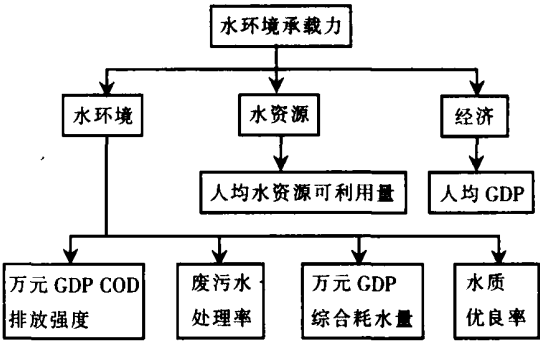 水环境承载力
水环境
水资源
经济
人均水资源可利用量
人均 GDP
万元 GDP COD
排放强度
废污水
处理率
万元 GDP
综合耗水量
水质
优良率